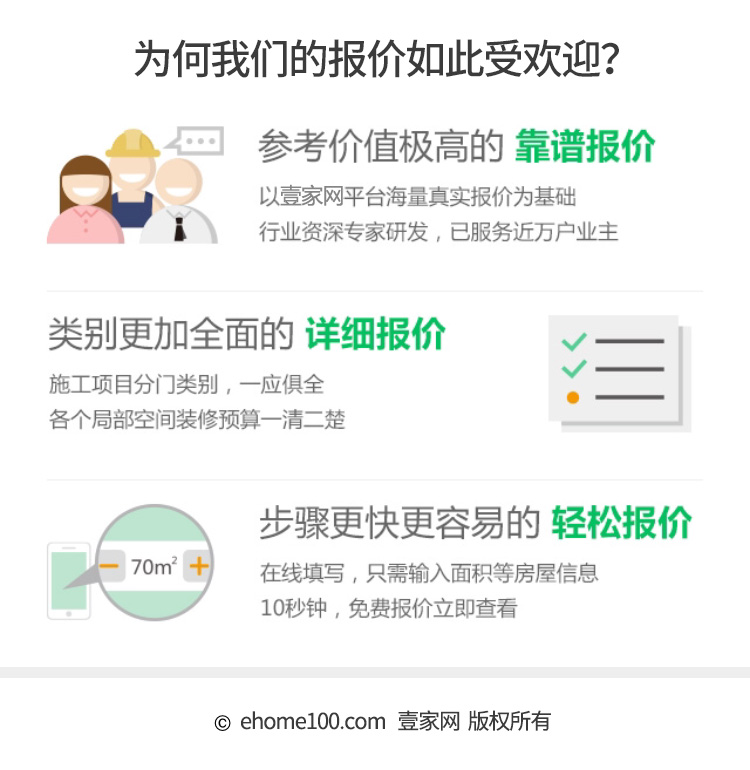 为何我们的报价如此受欢迎？
参考价值极高的 靠谱报价
以壹家网平台海量真实报价为基础
行业资深专家研发，已服务近万户业主
类别更加全面的 详细报价
施工项目分门类别，一应俱全
各个局部空间装修预算一清二楚
步骤更快更容易的 轻松报价
70m²
在线填写，只需输入面积等房屋信息
10秒钟，免费报价立即查看
© ehome100.com 壹家网 版权所有